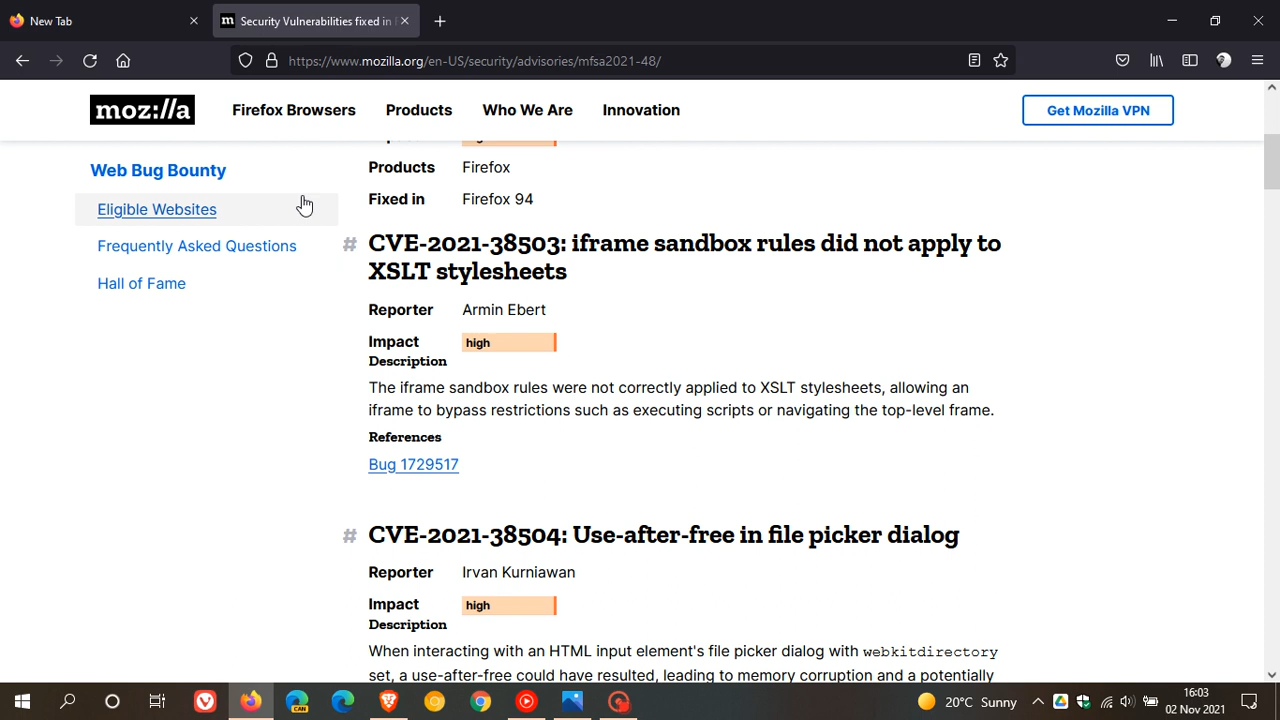 New Tab
Security Vulnerabilities fixed in
https://www.mozilla.org/en-US/security/advisories/mfsa2021-48/
moz://a
Firefox Browsers
Products
Who We Are
Innovation
Get Mozilla VPN
Web Bug Bounty
Eligible Websites
Frequently Asked Questions
Hall of Fame
Products Firefox
Fixed in Firefox 94
# CVE-2021-38503: iframe sandbox rules did not apply to
XSLT stylesheets
Reporter Armin Ebert
Impact high
Description
The iframe sandbox rules were not correctly applied to XSLT stylesheets, allowing an
iframe to bypass restrictions such as executing scripts or navigating the top-level frame.
References
Bug 1729517
# CVE-2021-38504: Use-after-free in file picker dialog
Reporter Irvan Kurniawan
Impact high
Description
When interacting with an HTML input element's file picker dialog with webkitdirectory
set, a use-after-free could have resulted, leading to memory corruption and a potentially
CAN
20°C Sunny
16:03
02 Nov 2021